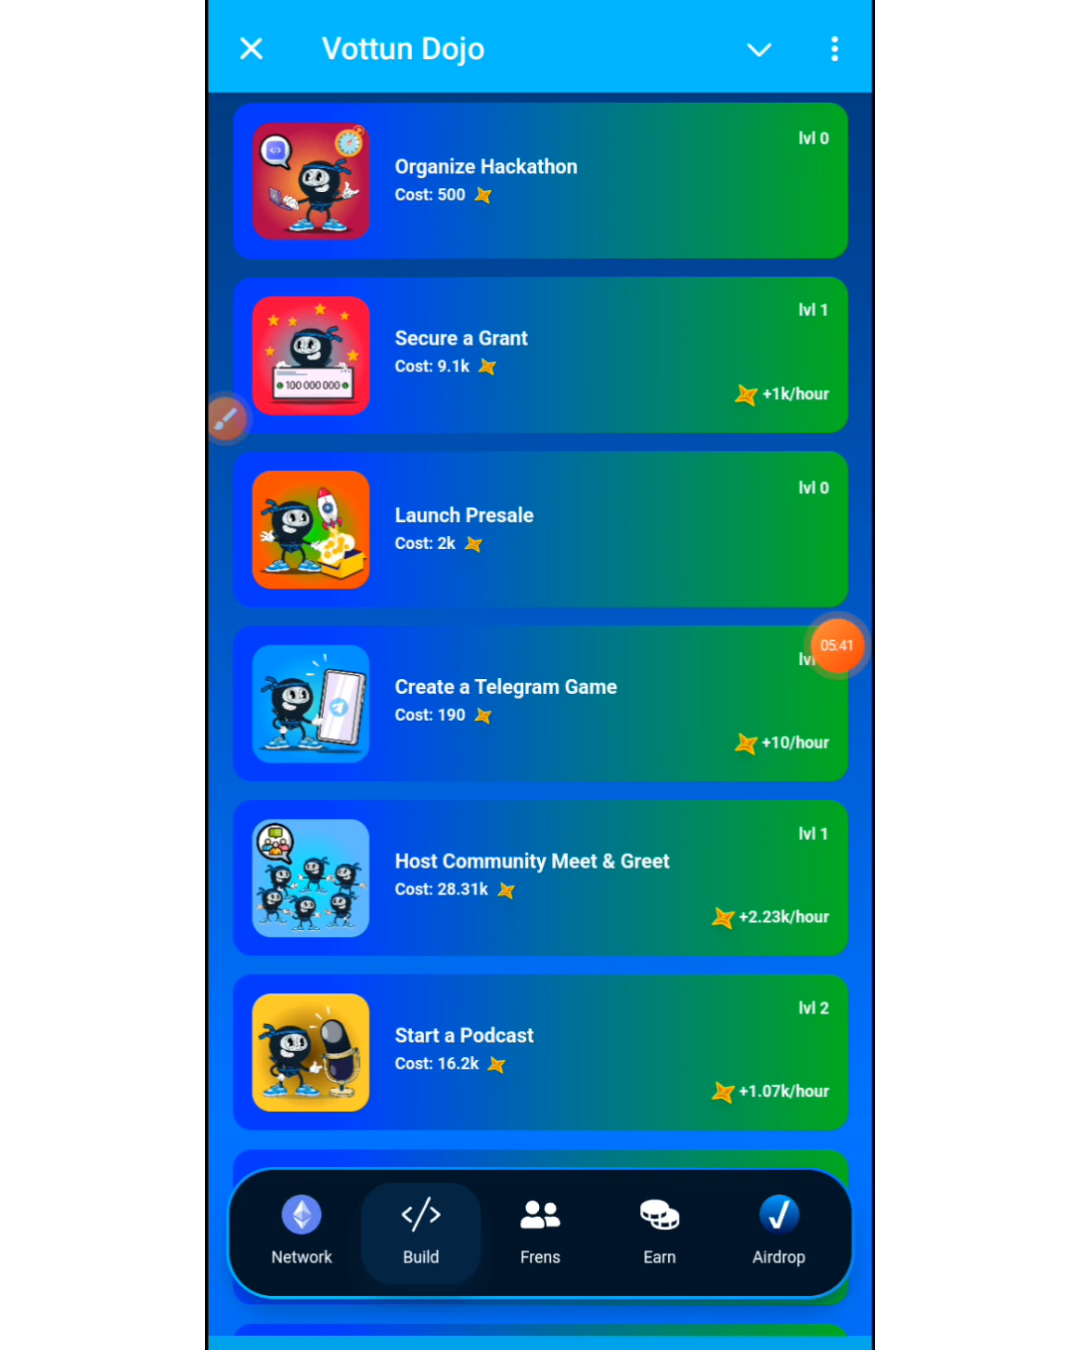 Vottun Dojo
lvl 0
Organize Hackathon
Cost: 500
lvl 1
Secure a Grant
Cost: 9.1k
100 000 000
+1k/hour
lvl 0
Launch Presale
Cost: 2k
05:41
Create a Telegram Game
Cost: 190
+10/hour
lvl 1
Host Community Meet & Greet
Cost: 28.31k
+2.23k/hour
lvl 2
Start a Podcast
Cost: 16.2k
+1.07k/hour
Network
Build
Frens
Earn
Airdrop